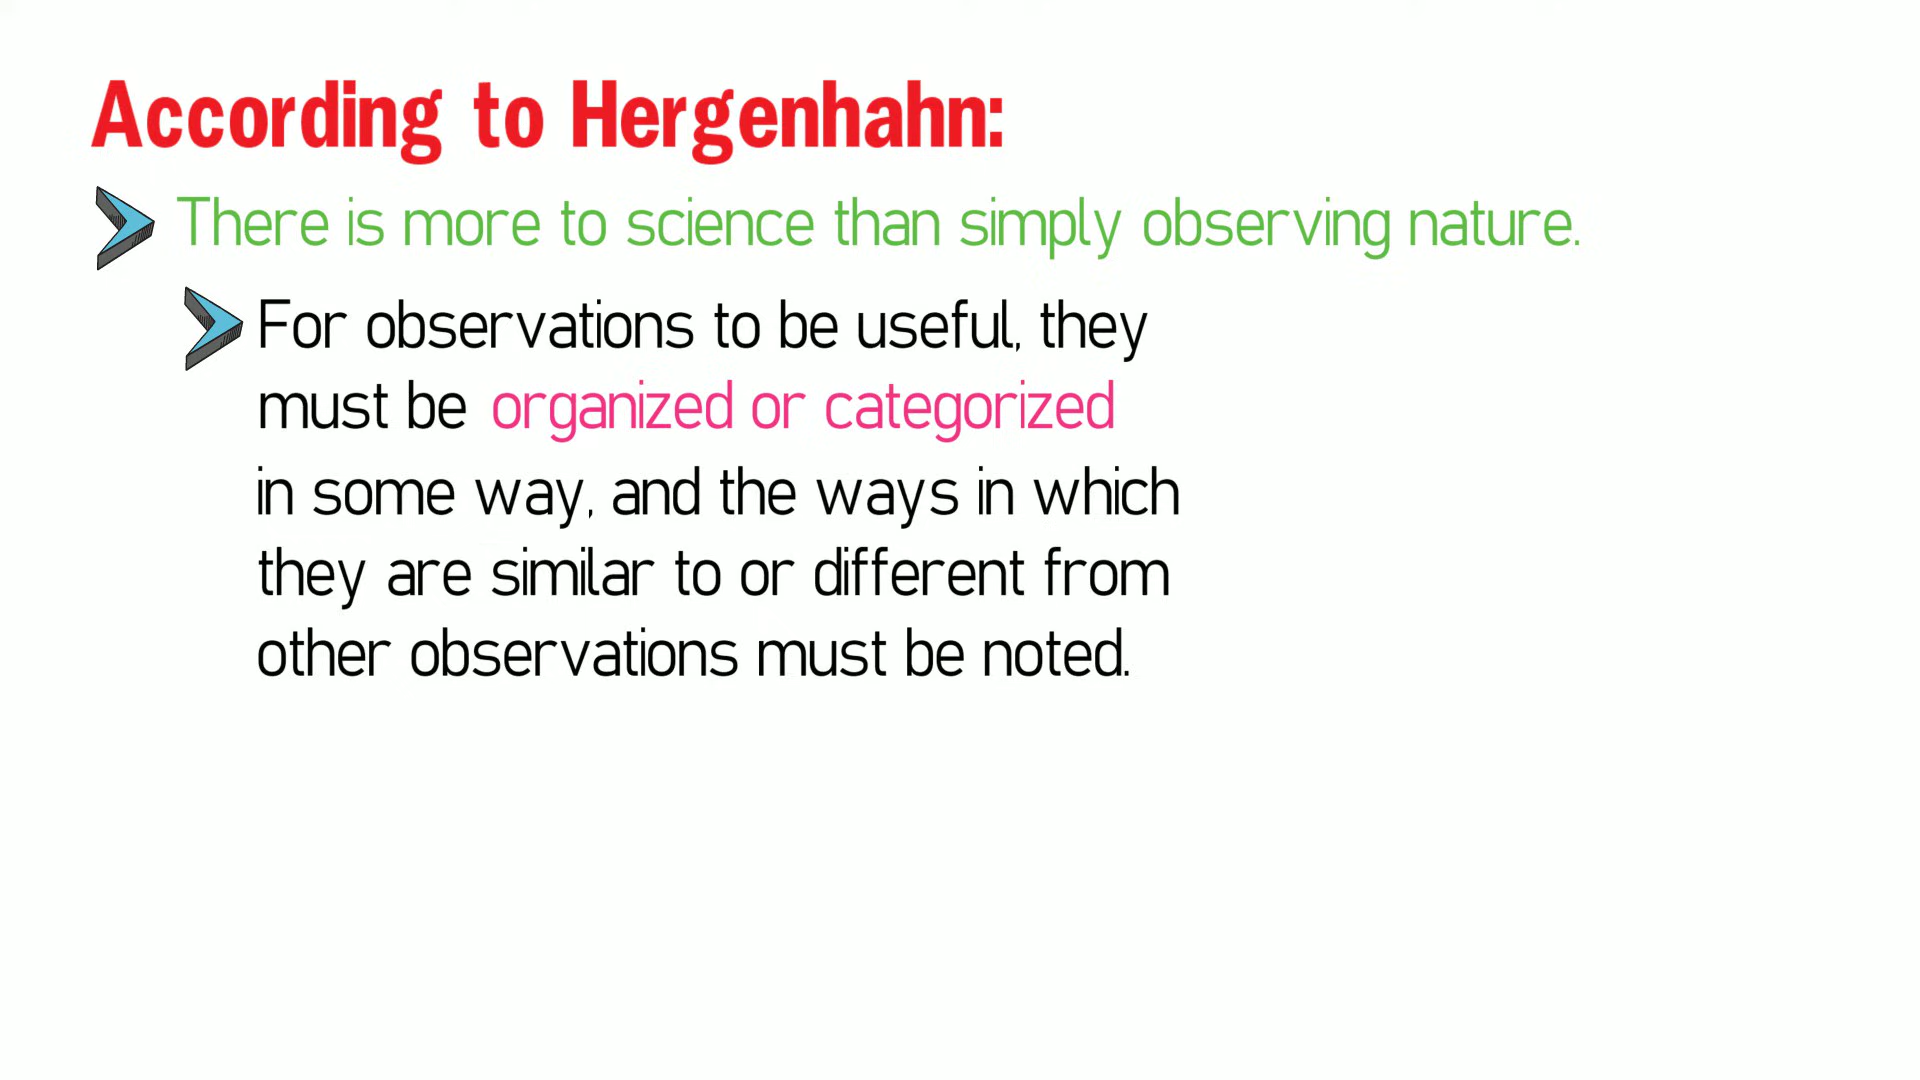 According to Hergenhahn:
There is more to science than simply observing nature.
For observations to be useful, they
must be organized or categorized
in some way, and the ways in which
they are similar to or different from
other observations must be noted.